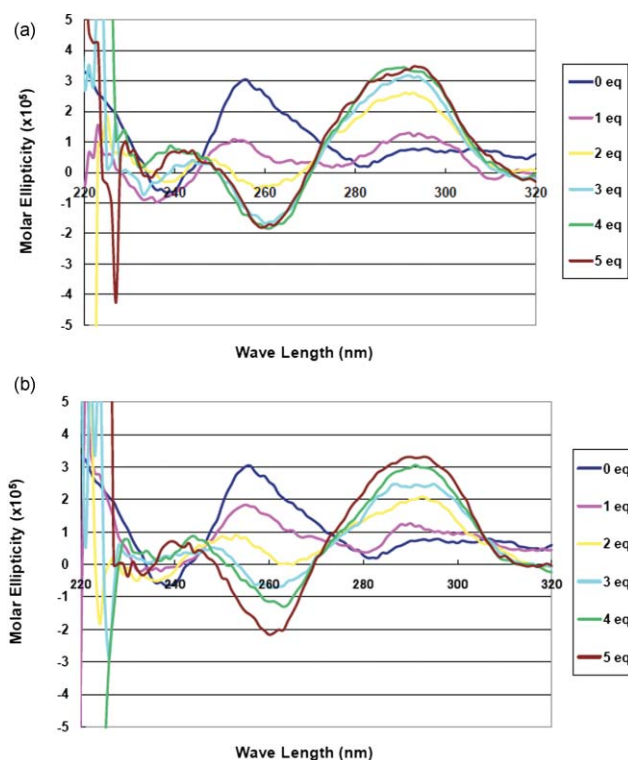 (a)
Molar Ellipticity (x10⁵)
5
4
3
2
1
0
-1
-2
-3
-4
-5
220
240
260
280
300
320
Wave Length (nm)
0 eq
1 eq
2 eq
3 eq
4 eq
5 eq
(b)
Molar Ellipticity (x10⁵)
5
4
3
2
1
0
-1
-2
-3
-4
-5
220
240
260
280
300
320
Wave Length (nm)
0 eq
1 eq
2 eq
3 eq
4 eq
5 eq